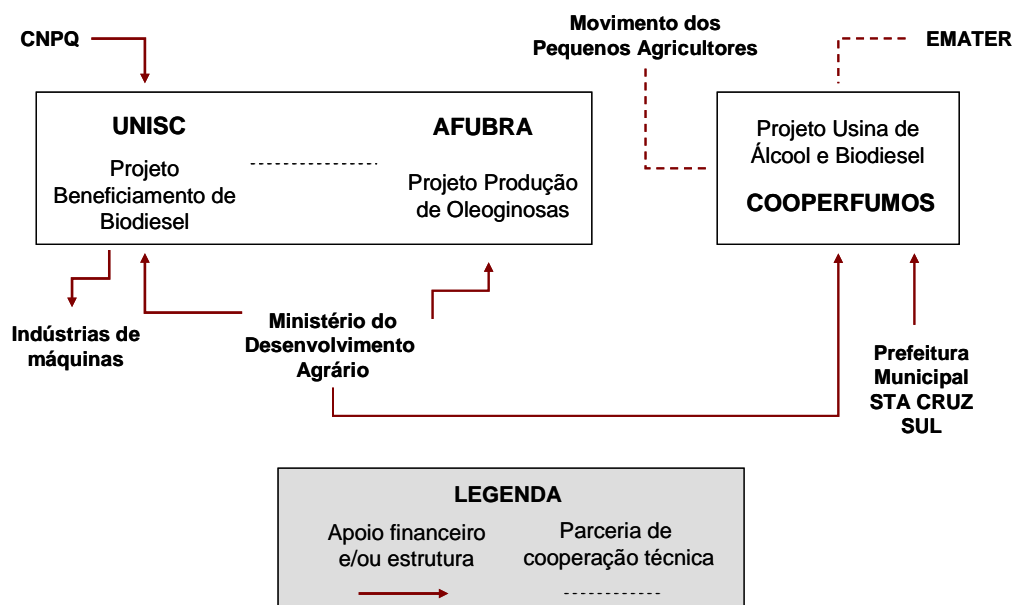 CNPQ
Movimento dos
Pequenos Agricultores
EMATER
UNISC
Projeto
Beneficiamento de
Biodiesel
AFUBRA
Projeto Produção
de Oleoginosas
Projeto Usina de
Álcool e Biodiesel
COOPERFUMOS
Indústrias de
máquinas
Ministério do
Desenvolvimento
Agrário
Prefeitura
Municipal
STA CRUZ
SUL
LEGENDA
Apoio financeiro
e/ou estrutura
Parceria de
cooperação técnica